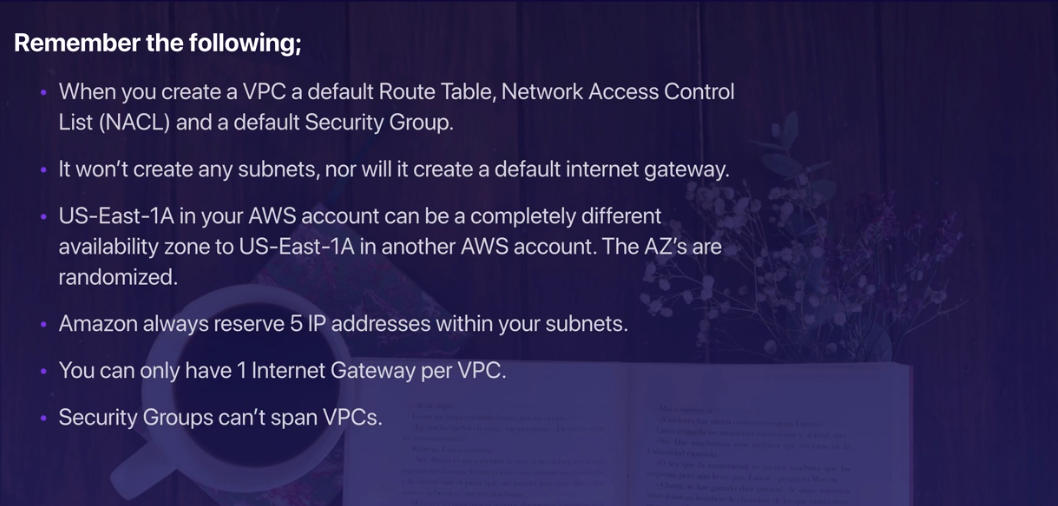 Remember the following;
When you create a VPC a default Route Table, Network Access Control
List (NACL) and a default Security Group.
It won't create any subnets, nor will it create a default internet gateway.
US-East-1A in your AWS account can be a completely different
availability zone to US-East-1A in another AWS account. The AZ's are
randomized.
Amazon always reserve 5 IP addresses within your subnets.
You can only have 1 Internet Gateway per VPC.
Security Groups can't span VPCs.